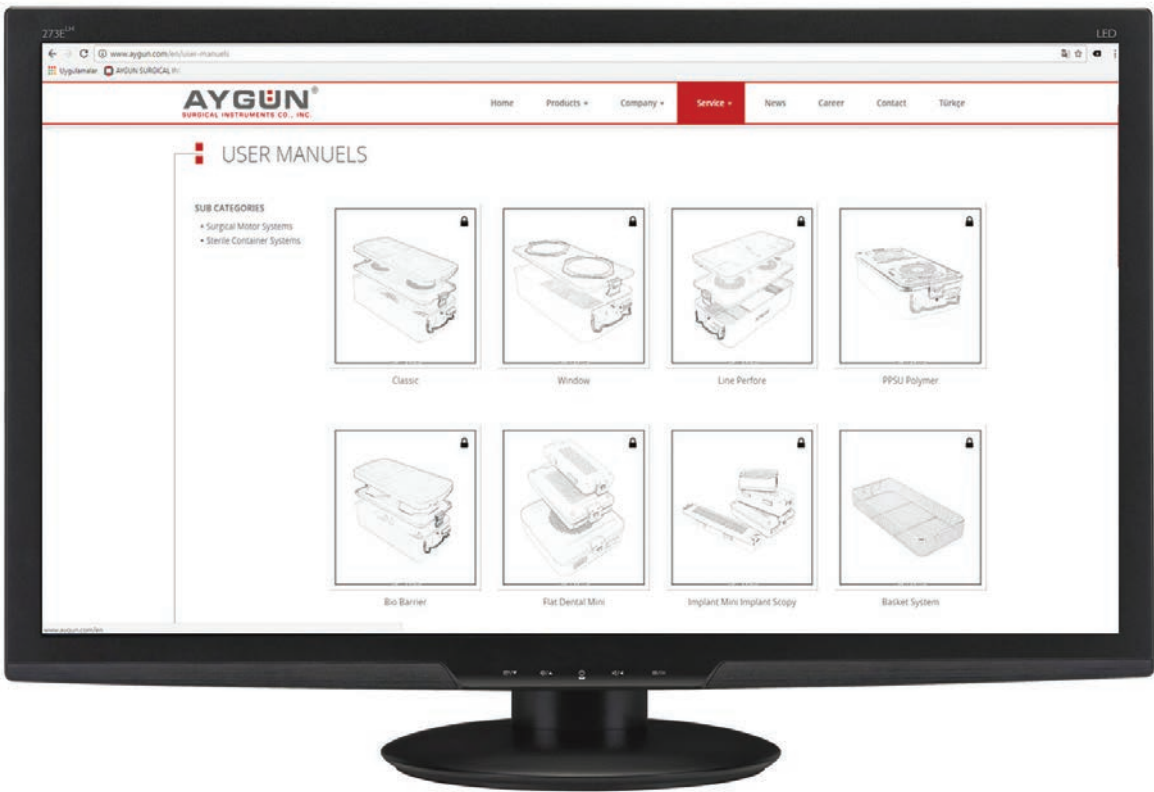 273E LED
www.aygun.com/en/user-manuels
Uygulamalar AYGUN SURGICAL IN
AYGÜN®
SURGICAL INSTRUMENTS CO., INC.
Home Products Company Service News Career Contact Türkçe
USER MANUELS
SUB CATEGORIES
• Surgical Motor Systems
• Sterile Container Systems
Classic Window Line Perfore PPSU Polymer
Bio Barrier Flat Dental Mini Implant Mini Implant Scopy Basket System
www.aygun.com/en